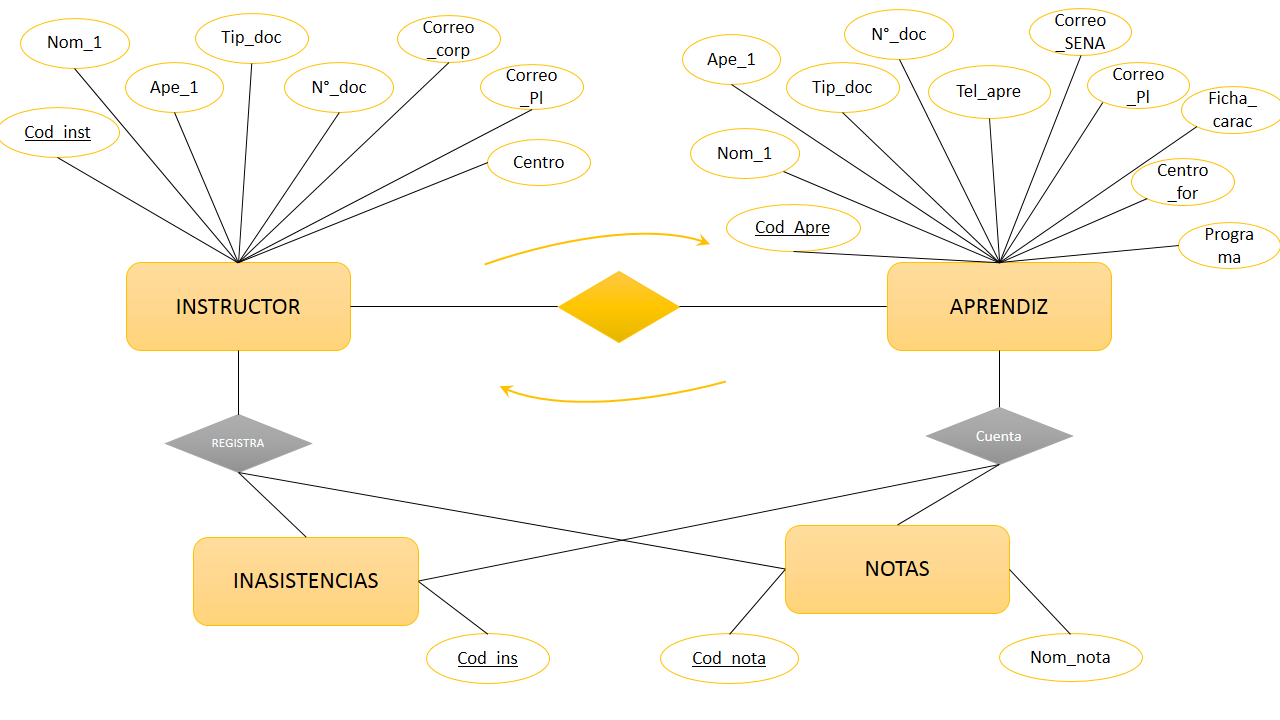 Nom_1
Tip_doc
Correo
_corp
Ape_1
N°_doc
Correo
_PI
Cod_inst
Centro
Ape_1
N°_doc
Correo
_SENA
Tip_doc
Tel_apre
Correo
_PI
Ficha_
carac
Nom_1
Centro
_for
Cod_Apre
Progra
ma
INSTRUCTOR
APRENDIZ
REGISTRA
Cuenta
INASISTENCIAS
NOTAS
Cod_ins
Cod_nota
Nom_nota